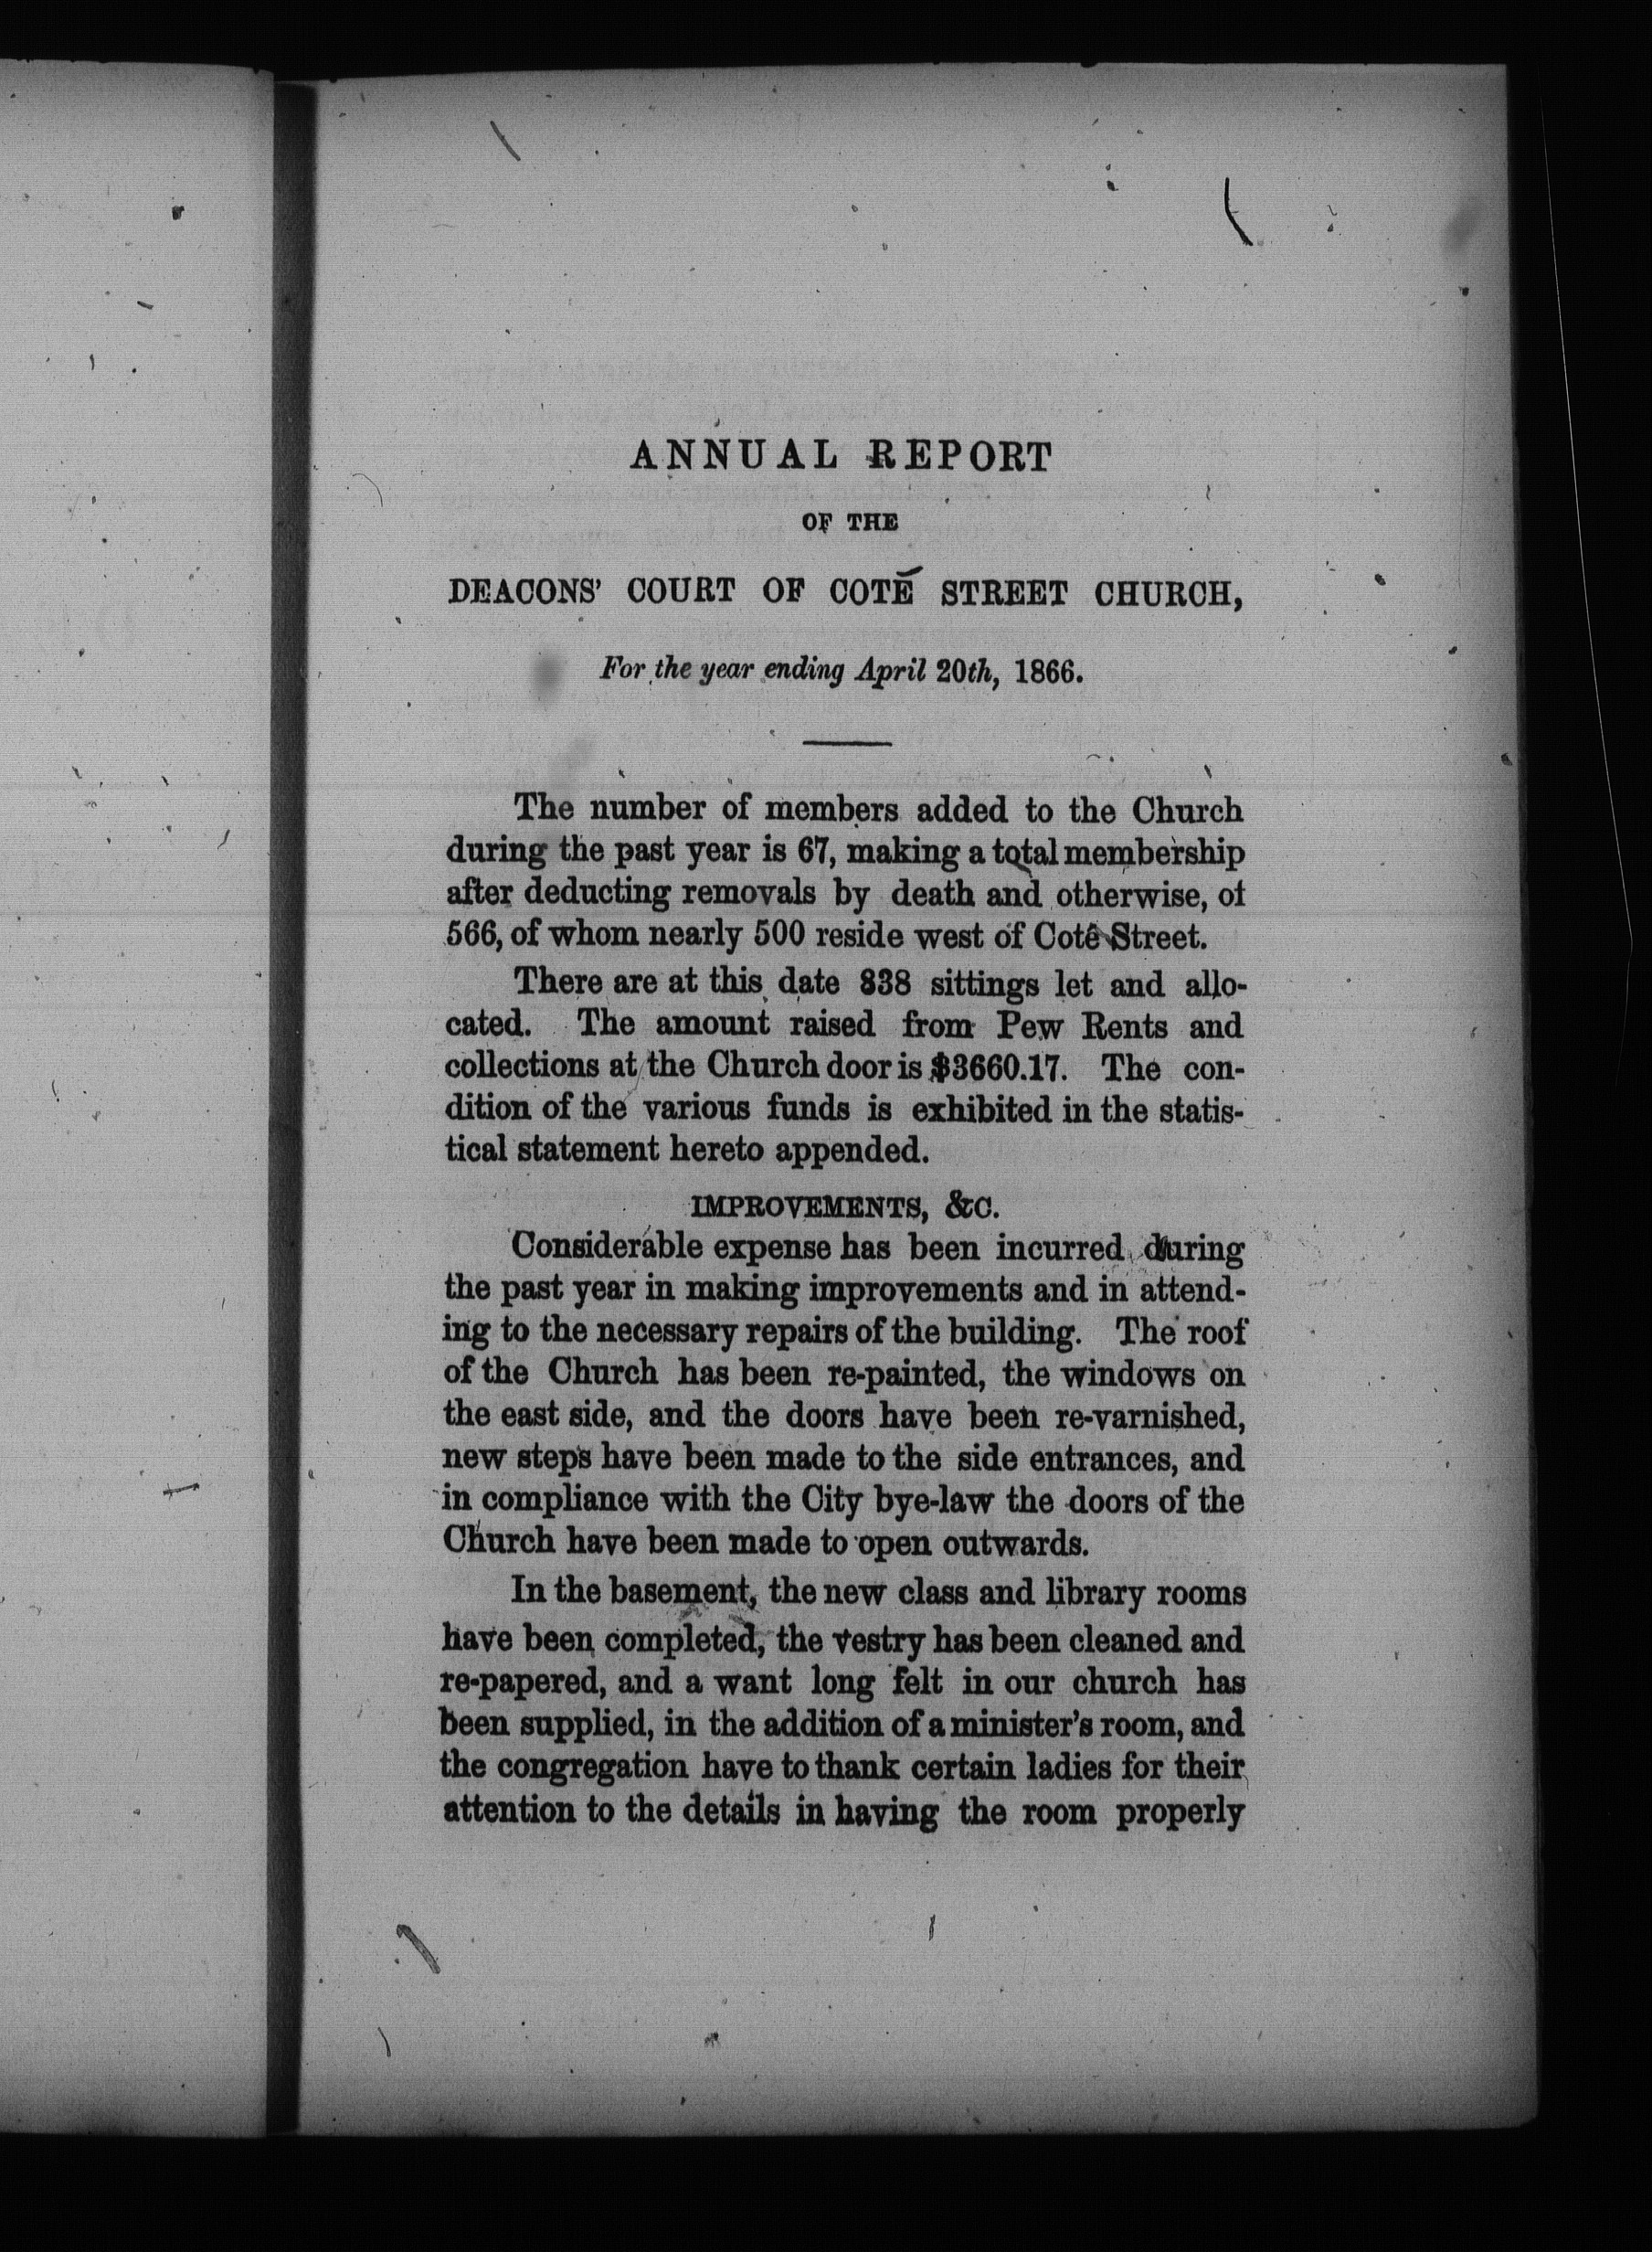 ANNUAL REPORT
OF THE
DEACONS' COURT OF COTÉ STREET CHURCH,
For the year ending April 20th, 1866.
The number of members added to the Church
during the past year is 67, making a total membership
after deducting removals by death and otherwise, of
566, of whom nearly 500 reside west of Coté Street.
There are at this date 838 sittings let and allo-
cated. The amount raised from Pew Rents and
collections at the Church door is $3660.17. The con-
dition of the various funds is exhibited in the statis-
tical statement hereto appended.
IMPROVEMENTS, &C.
Considerable expense has been incurred during
the past year in making improvements and in attend-
ing to the necessary repairs of the building. The roof
of the Church has been re-painted, the windows on
the east side, and the doors have been re-varnished,
new steps have been made to the side entrances, and
in compliance with the City bye-law the doors of the
Church have been made to open outwards.
In the basement, the new class and library rooms
have been completed, the vestry has been cleaned and
re-papered, and a want long felt in our church has
been supplied, in the addition of a minister's room, and
the congregation have to thank certain ladies for their
attention to the details in having the room properly